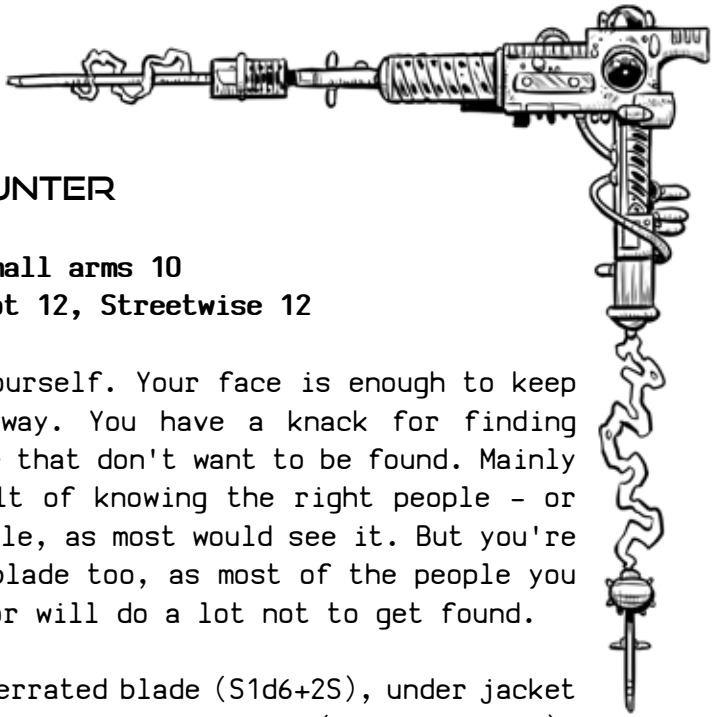 UNTER
mall arms 10
12, Streetwise 12
ourself. Your face is enough to keep
way. You have a knack for finding
that don't want to be found. Mainly
lt of knowing the right people – or
le, as most would see it. But you're
blade too, as most of the people you
or will do a lot not to get found.
errated blade (S1d6+2S), under jacket